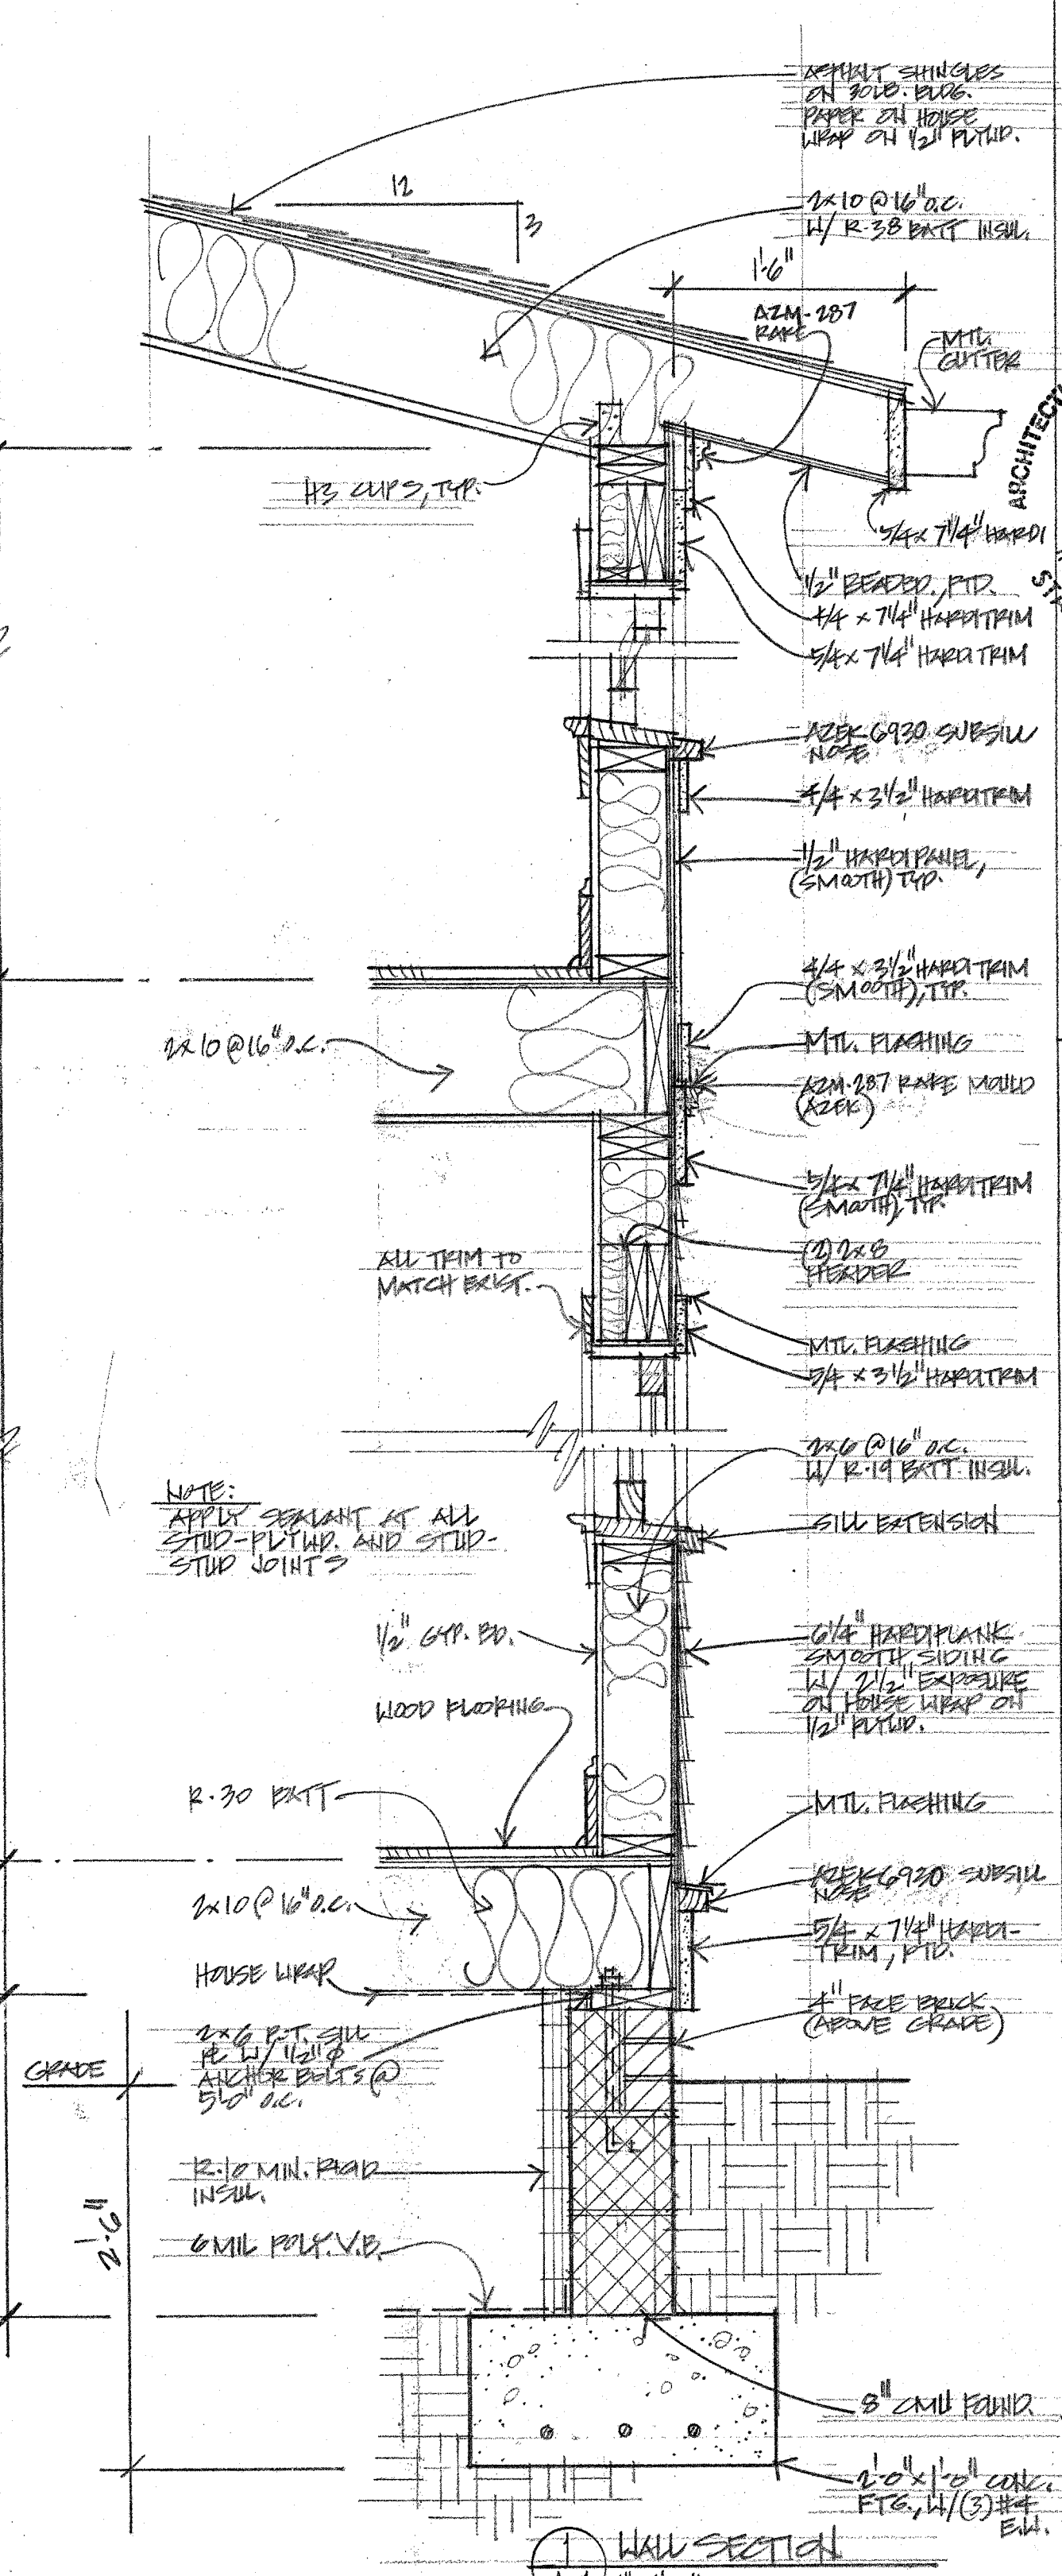 ASPHALT SHINGLES
ON 30LB. BLDG.
PAPER ON HOUSE
WRAP ON 1/2" PLYWD.
12
3
2x10 @ 16" O.C.
W/ R-38 BATT INSUL.
1'-6"
AZM-287
RAKE
MTL.
GUTTER
ARCHITECT
H3 CLIPS, TYP.
5/4 x 7 1/4" HARDI
1/2" BEADED, PTD.
4/4 x 7 1/4" HARDITRIM
5/4 x 7 1/4" HARDITRIM
AZEK-6930 SUBSILL
NOSE
4/4 x 3 1/2" HARDITRIM
1/2" HARDIPANEL,
(SMOOTH) TYP.
4/4 x 3 1/2" HARDITRIM
(SMOOTH), TYP.
2x10 @ 16" O.C.
MTL. FLASHING
AZM-287 RAKE MOULD
(AZEK)
5/4 x 7 1/4" HARDITRIM
(SMOOTH), TYP.
(2) 2x8
HEADER
ALL TRIM TO
MATCH EXIST.
MTL. FLASHING
5/4 x 3 1/2" HARDITRIM
2x6 @ 16" O.C.
W/ R-19 BATT INSUL.
NOTE:
APPLY SEALANT AT ALL
STUD-PLYWD. AND STUD-
STUD JOINTS
SILL EXTENSION
1/2" GYP. BD.
6 1/4" HARDIPLANK
SMOOTH SIDING
W/ 2 1/2" EXPOSURE
ON HOUSE WRAP ON
1/2" PLYWD.
WOOD FLOORING
R-30 BATT
MTL. FLASHING
2x10 @ 16" O.C.
AZEK-6930 SUBSILL
NOSE
5/4 x 7 1/4" HARDI-
TRIM, PTD.
HOUSE WRAP
4" FACE BRICK
(ABOVE GRADE)
2x6 P.T. SILL
PL W/ 1/2" Φ
ANCHOR BOLTS @
5'-0" O.C.
GRADE
R-10 MIN. RIGID
INSUL.
2'-6"
6 MIL POLY. V.B.
8" CMU FOUND.
2'-0" x 1'-0" CONC.
FTG., W/ (3) #4
E.W.
1 WALL SECTION